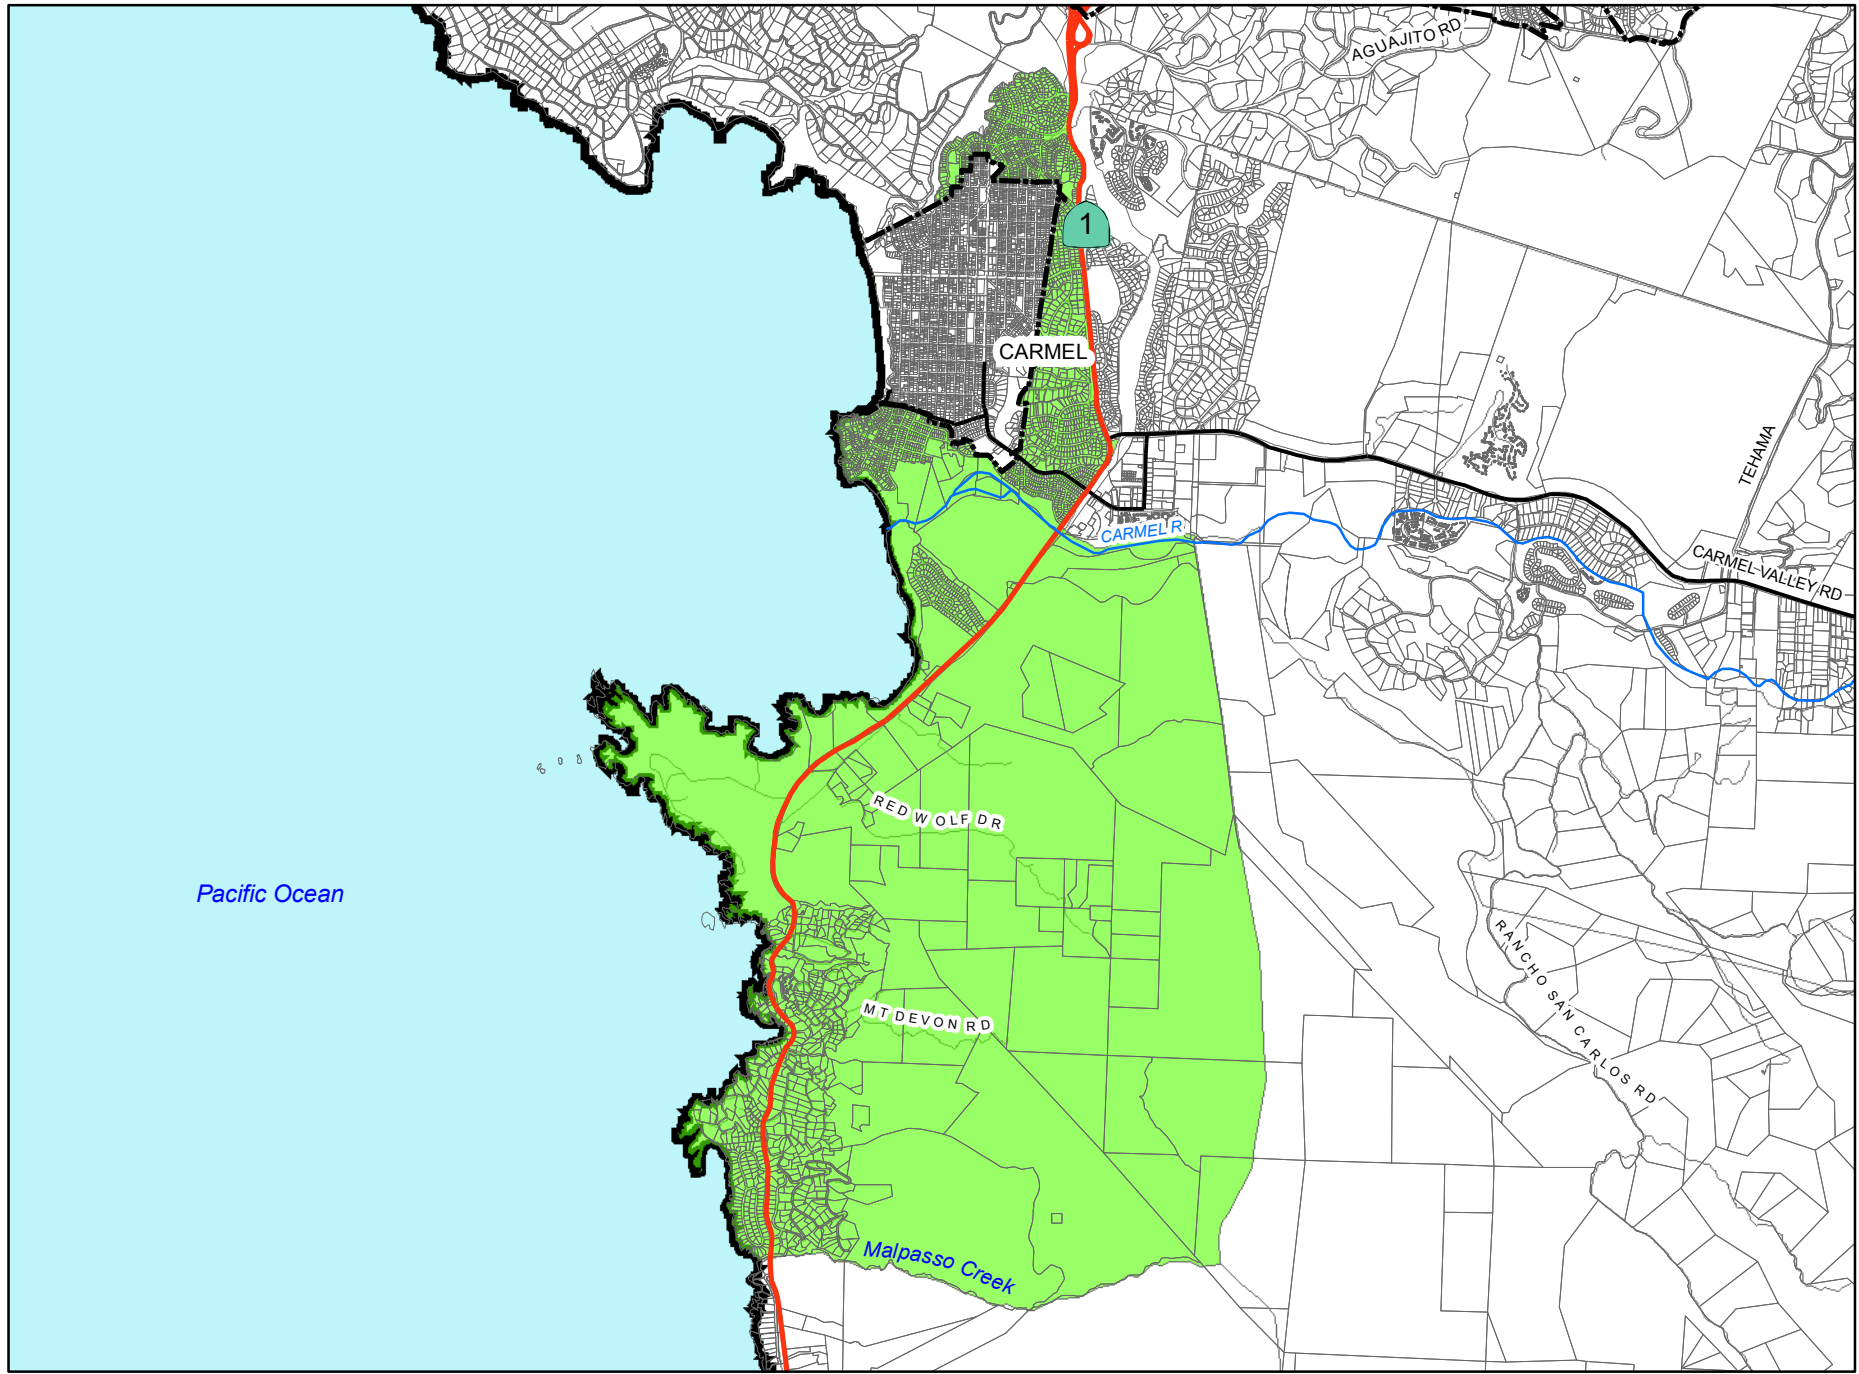 AGUAJITO RD
1
CARMEL
TEHAMA
CARMEL R
CARMEL VALLEY RD
RED WOLF DR
Pacific Ocean
RANCHO SAN CARLOS RD
MT DEVON RD
Malpasso Creek